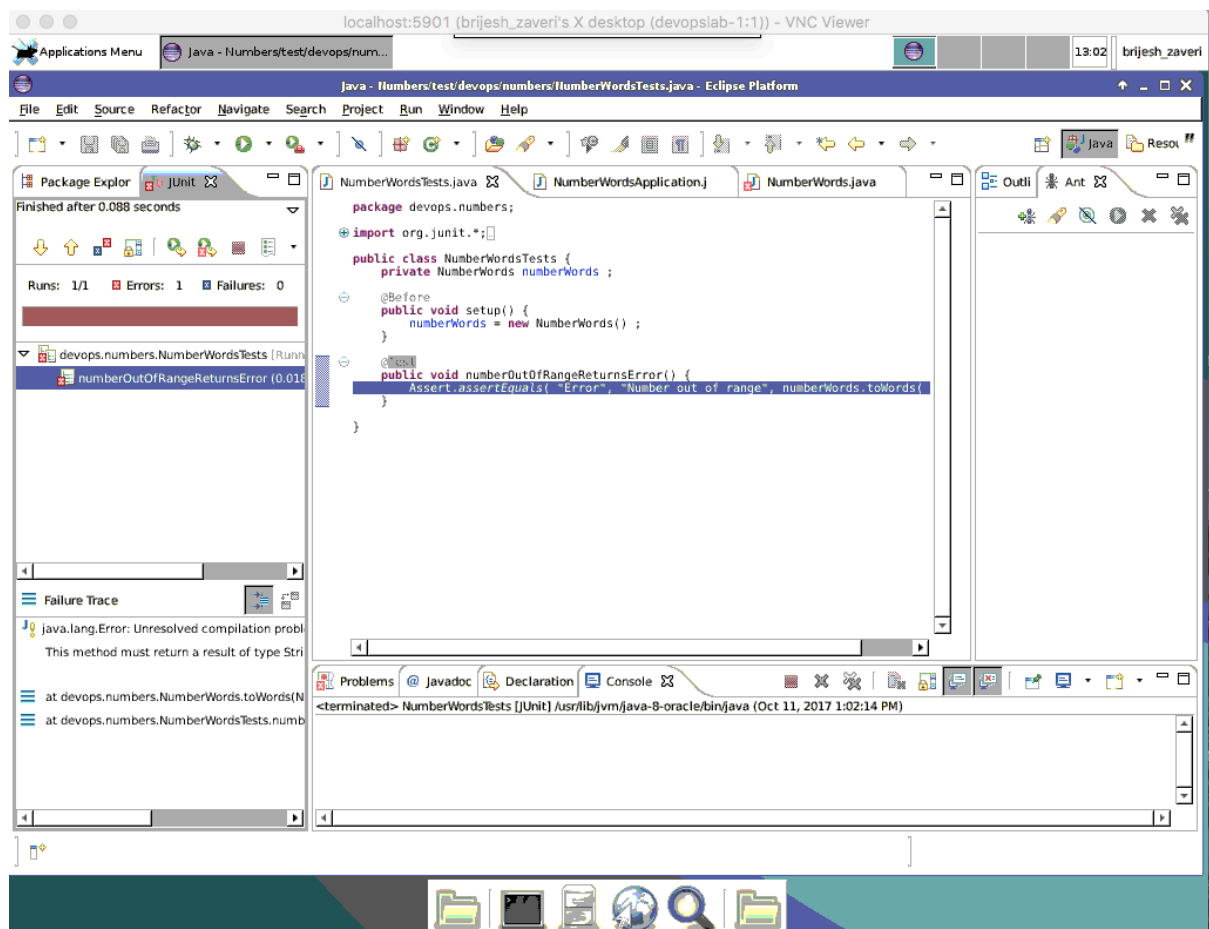 localhost:5901 (brijesh_zaveri's X desktop (devopslab-1:1)) - VNC Viewer
Applications Menu
Java - Numbers/test/devops/num...
13:02
brijesh_zaveri
Java - Numbers/test/devops/numbers/NumberWordsTests.java - Eclipse Platform
File Edit Source Refactor Navigate Search Project Run Window Help
Java
Package Explor
JUnit
NumberWordsTests.java
NumberWordsApplication.j
NumberWords.java
Outli
Ant
Finished after 0.088 seconds
Runs: 1/1 Errors: 1 Failures: 0
devops.numbers.NumberWordsTests [Runn
numberOutOfRangeReturnsError (0.018
package devops.numbers;
import org.junit.*;
public class NumberWordsTests {
private NumberWords numberWords ;
@Before
public void setup() {
numberWords = new NumberWords() ;
}
@Test
public void numberOutOfRangeReturnsError() {
Assert.assertEquals( "Error", "Number out of range", numberWords.toWords(
}
}
Failure Trace
java.lang.Error: Unresolved compilation probl
This method must return a result of type Stri
at devops.numbers.NumberWords.toWords(N
at devops.numbers.NumberWordsTests.numb
Problems
@ Javadoc
Declaration
Console
<terminated> NumberWordsTests [JUnit] /usr/lib/jvm/java-8-oracle/bin/java (Oct 11, 2017 1:02:14 PM)